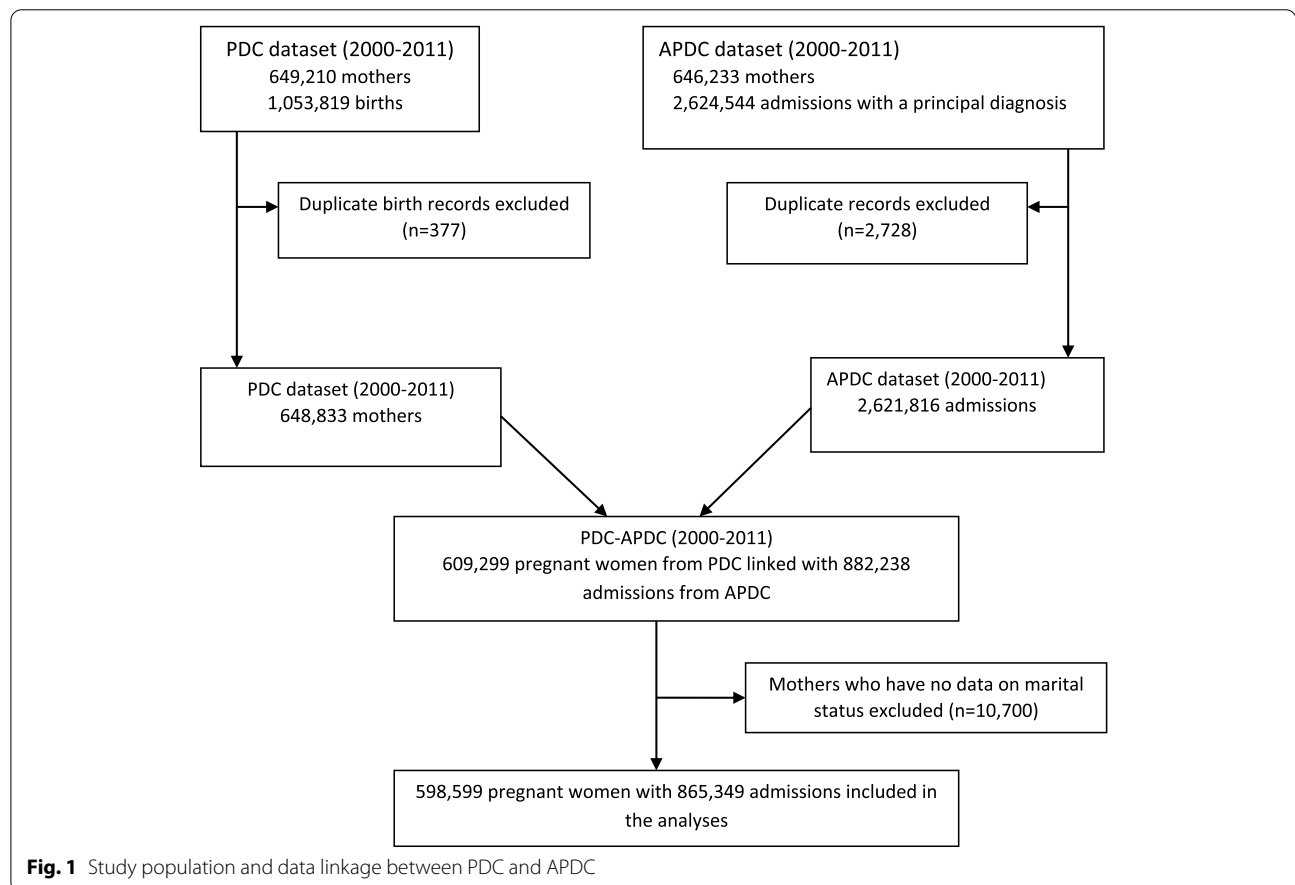 PDC dataset (2000-2011)
649,210 mothers
1,053,819 births
APDC dataset (2000-2011)
646,233 mothers
2,624,544 admissions with a principal diagnosis
Duplicate birth records excluded
(n=377)
Duplicate records excluded
(n=2,728)
PDC dataset (2000-2011)
648,833 mothers
APDC dataset (2000-2011)
2,621,816 admissions
PDC-APDC (2000-2011)
609,299 pregnant women from PDC linked with 882,238
admissions from APDC
Mothers who have no data on marital
status excluded (n=10,700)
598,599 pregnant women with 865,349 admissions included in
the analyses
Fig. 1 Study population and data linkage between PDC and APDC